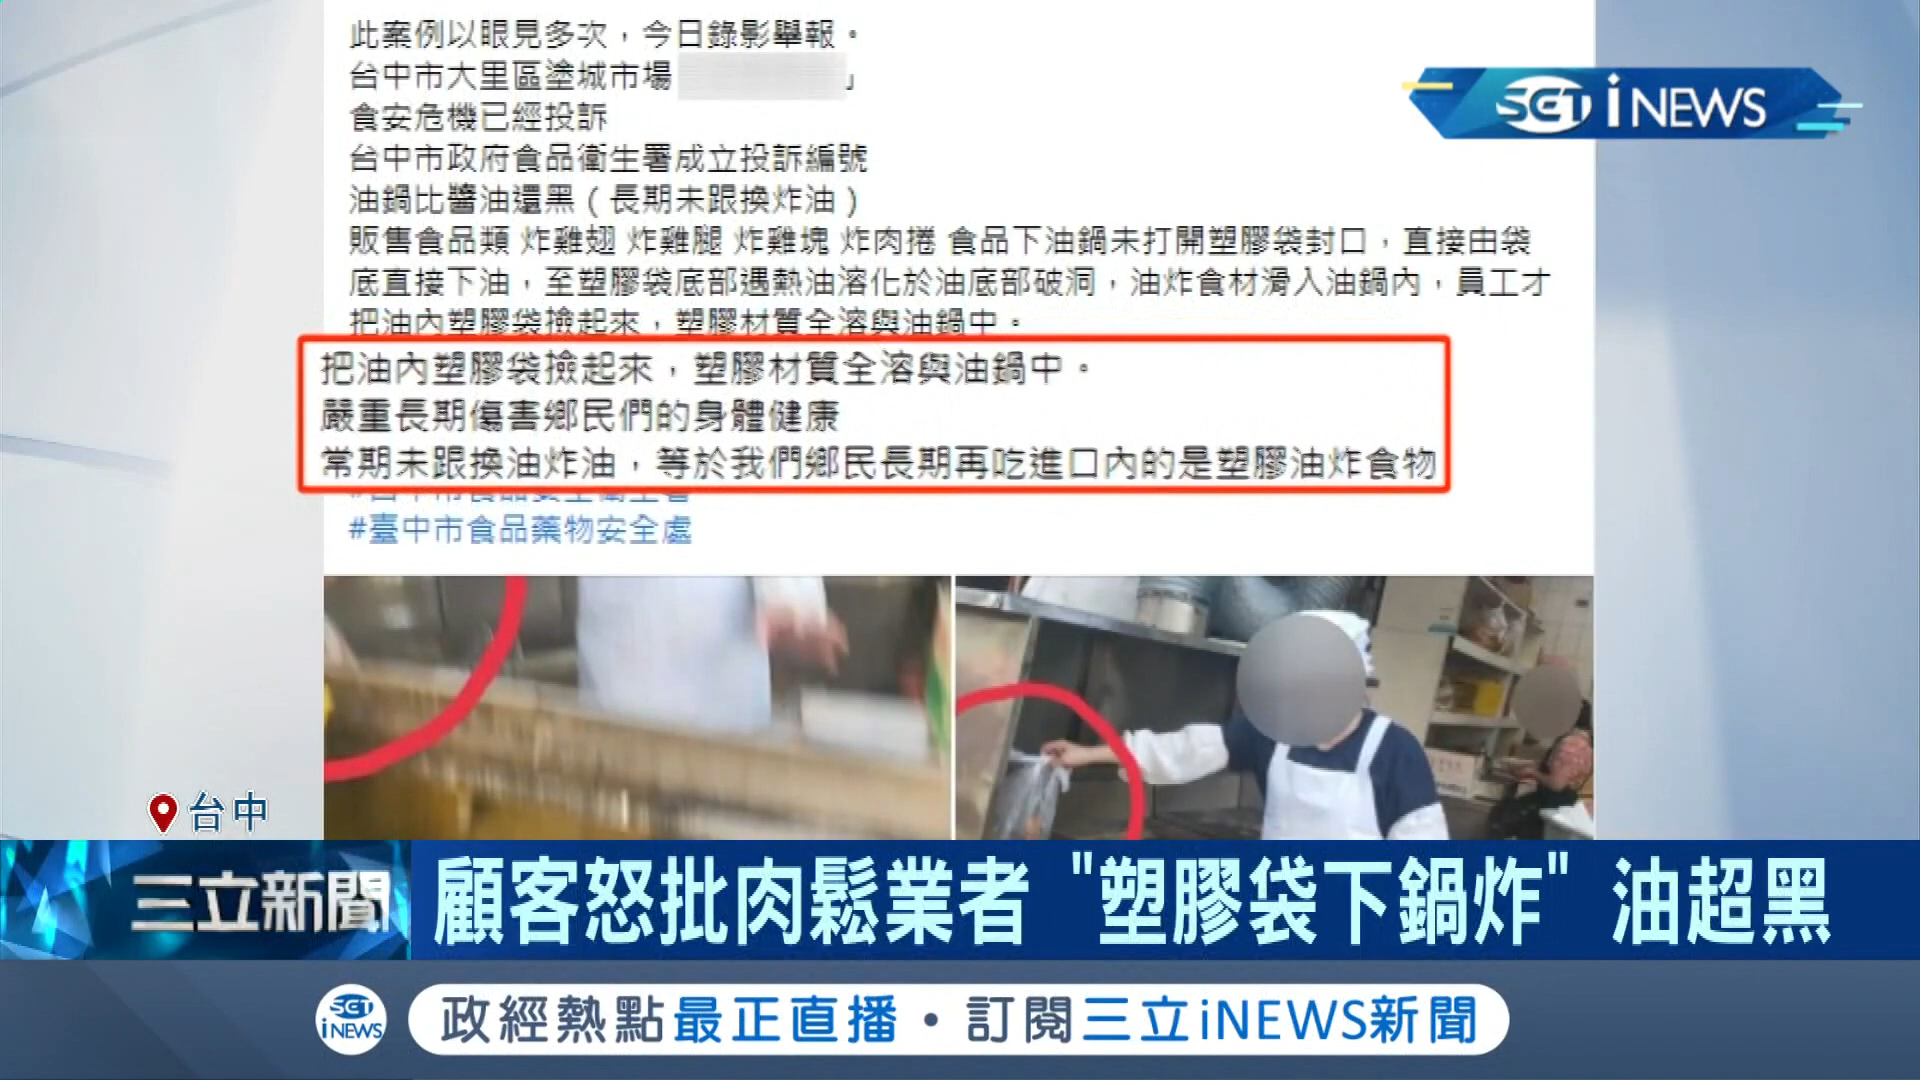 此案例以眼見多次，今日錄影舉報。
台中市大里區塗城市場 」
食安危機已經投訴
台中市政府食品衛生署成立投訴編號
油鍋比醬油還黑（長期未跟換炸油）
販售食品類 炸雞翅 炸雞腿 炸雞塊 炸肉捲 食品下油鍋未打開塑膠袋封口，直接由袋
底直接下油，至塑膠袋底部遇熱油溶化於油底部破洞，油炸食材滑入油鍋內，員工才
把油內塑膠袋撿起來，塑膠材質全溶與油鍋中。
把油內塑膠袋撿起來，塑膠材質全溶與油鍋中。
嚴重長期傷害鄉民們的身體健康
常期未跟換油炸油，等於我們鄉民長期再吃進口內的是塑膠油炸食物
#臺中市食品藥物安全處
SET iNEWS
台中
三立新聞
顧客怒批肉鬆業者 "塑膠袋下鍋炸" 油超黑
SET iNEWS
政經熱點最正直播・訂閱三立iNEWS新聞